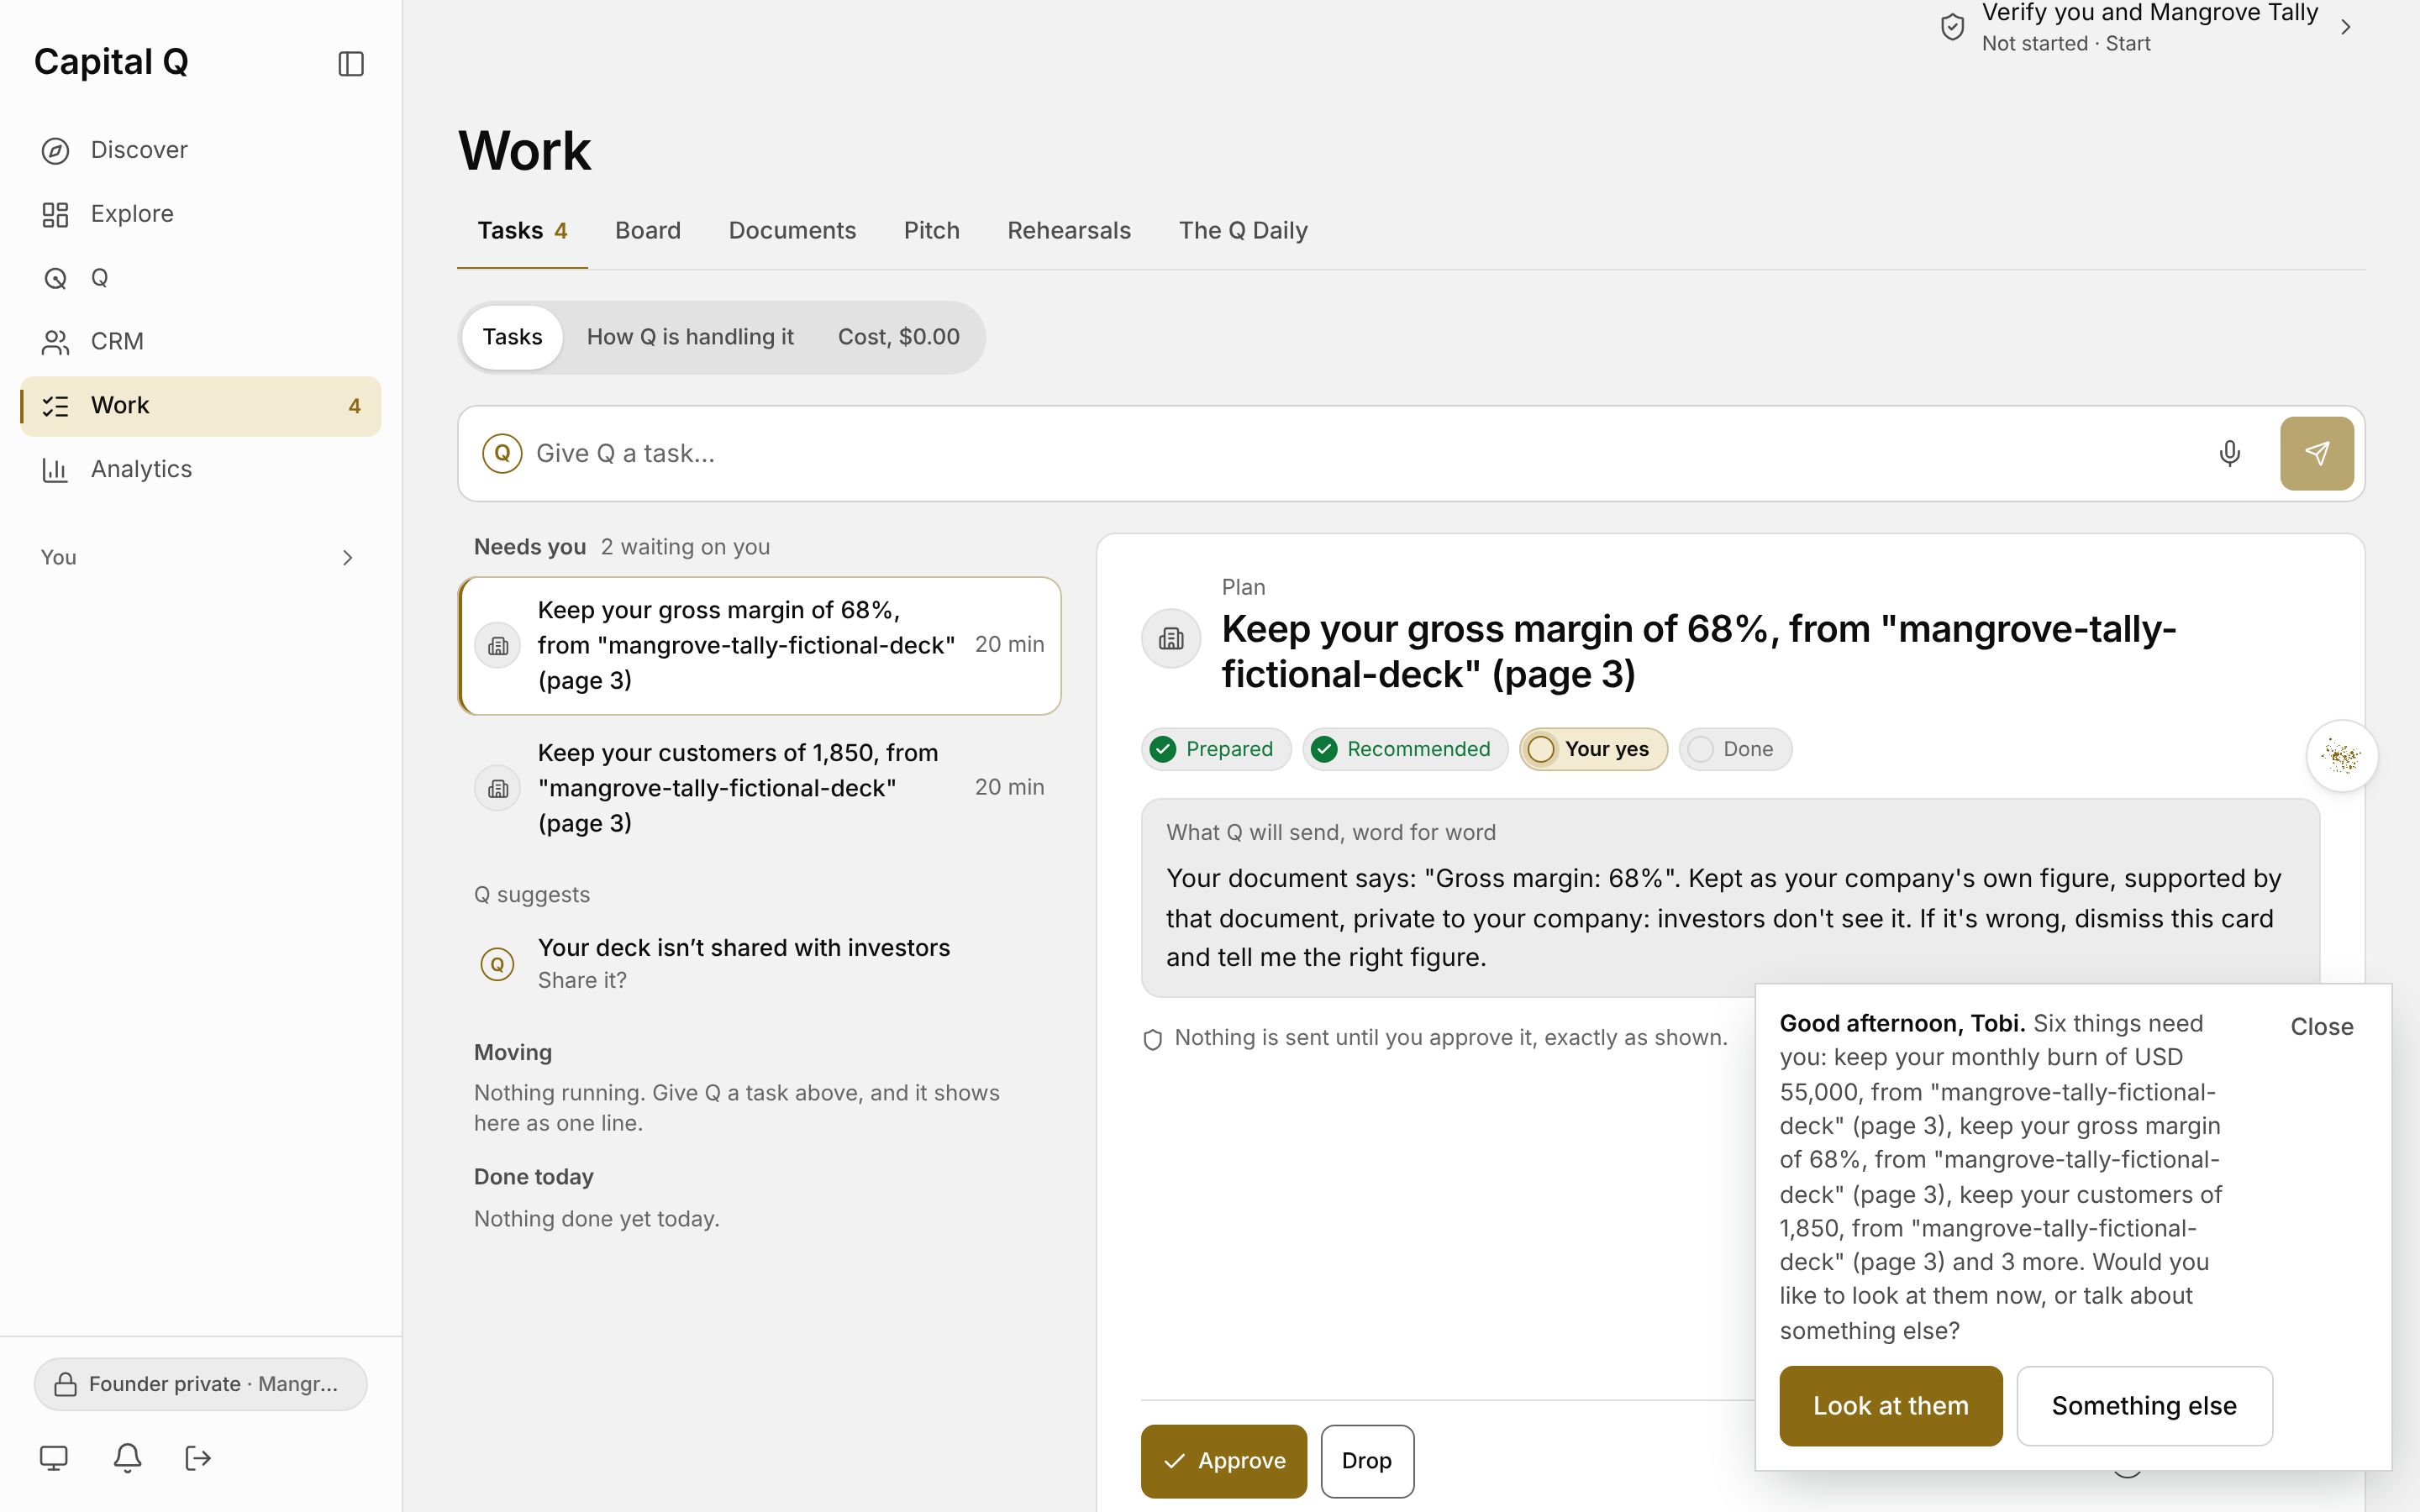 Capital Q
Discover
Explore
Q
CRM
Work 4
Analytics
You
Founder private · Mangr...
Verify you and Mangrove Tally
Not started · Start
Work
Tasks 4
Board
Documents
Pitch
Rehearsals
The Q Daily
Tasks
How Q is handling it
Cost, $0.00
Q Give Q a task...
Needs you 2 waiting on you
Keep your gross margin of 68%,
from "mangrove-tally-fictional-deck"
(page 3)
20 min
Keep your customers of 1,850, from
"mangrove-tally-fictional-deck"
(page 3)
20 min
Q suggests
Q
Your deck isn’t shared with investors
Share it?
Moving
Nothing running. Give Q a task above, and it shows
here as one line.
Done today
Nothing done yet today.
Plan
Keep your gross margin of 68%, from "mangrove-tally-
fictional-deck" (page 3)
Prepared
Recommended
Your yes
Done
What Q will send, word for word
Your document says: "Gross margin: 68%". Kept as your company's own figure, supported by
that document, private to your company: investors don't see it. If it's wrong, dismiss this card
and tell me the right figure.
Nothing is sent until you approve it, exactly as shown.
Approve
Drop
Good afternoon, Tobi. Six things need
you: keep your monthly burn of USD
55,000, from "mangrove-tally-fictional-
deck" (page 3), keep your gross margin
of 68%, from "mangrove-tally-fictional-
deck" (page 3), keep your customers of
1,850, from "mangrove-tally-fictional-
deck" (page 3) and 3 more. Would you
like to look at them now, or talk about
something else?
Close
Look at them
Something else